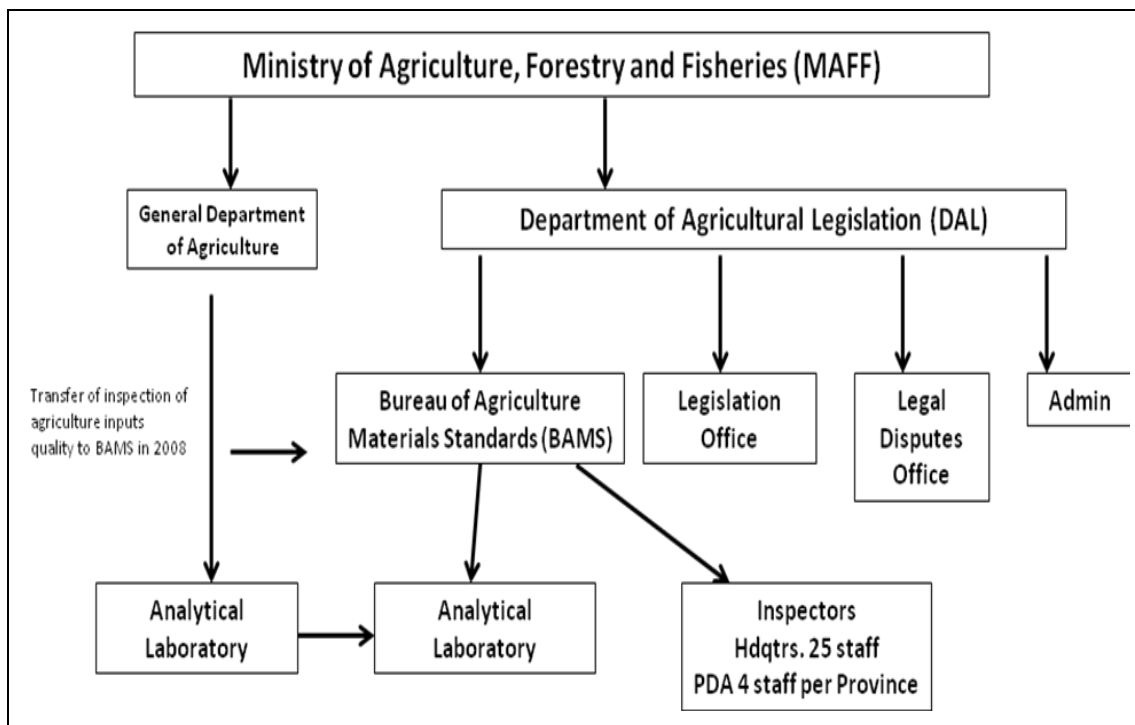 Ministry of Agriculture, Forestry and Fisheries (MAFF)
General Department
of Agriculture
Department of Agricultural Legislation (DAL)
Transfer of inspection of
agriculture inputs
quality to BAMS in 2008
Bureau of Agriculture
Materials Standards (BAMS)
Legislation
Office
Legal
Disputes
Office
Admin
Analytical
Laboratory
Analytical
Laboratory
Inspectors
Hdqtrs. 25 staff
PDA 4 staff per Province